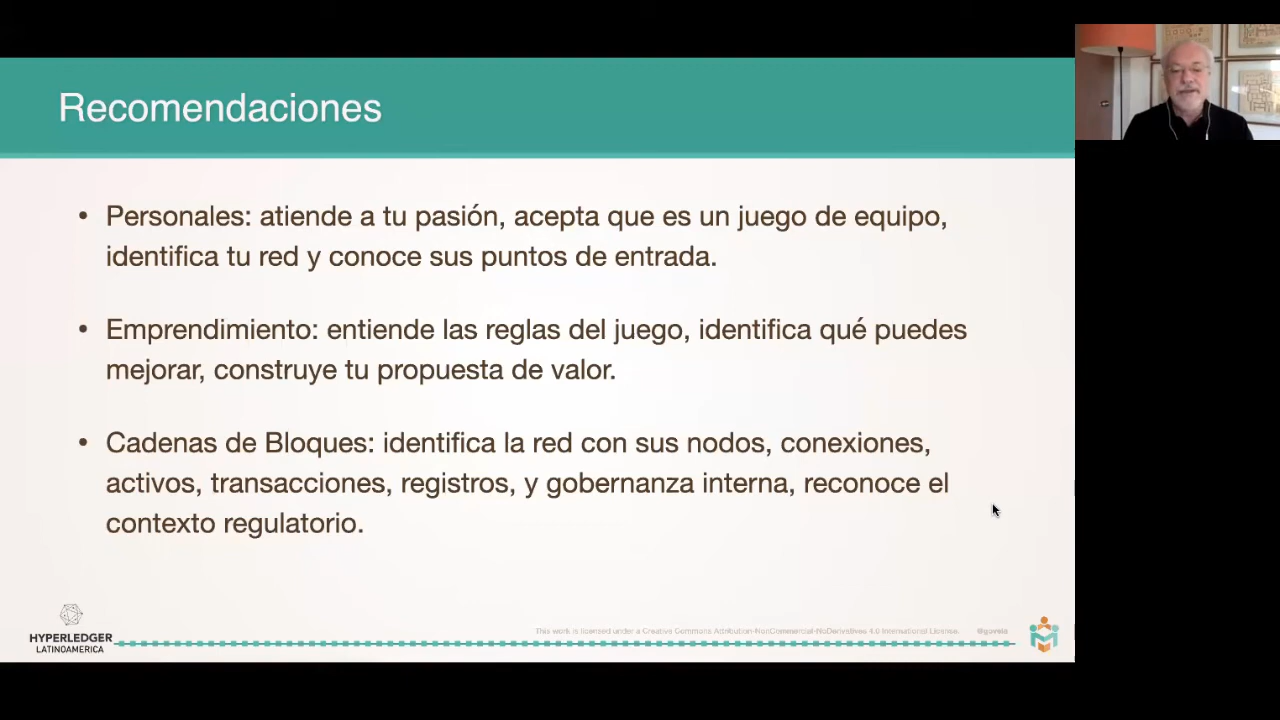 Recomendaciones
• Personales: atiende a tu pasión, acepta que es un juego de equipo,
identifica tu red y conoce sus puntos de entrada.
• Emprendimiento: entiende las reglas del juego, identifica qué puedes
mejorar, construye tu propuesta de valor.
• Cadenas de Bloques: identifica la red con sus nodos, conexiones,
activos, transacciones, registros, y gobernanza interna, reconoce el
contexto regulatorio.
HYPERLEDGER
LATINOAMERICA
This work is licensed under a Creative Commons Attribution-NonCommercial-NoDerivatives 4.0 International License. @govela